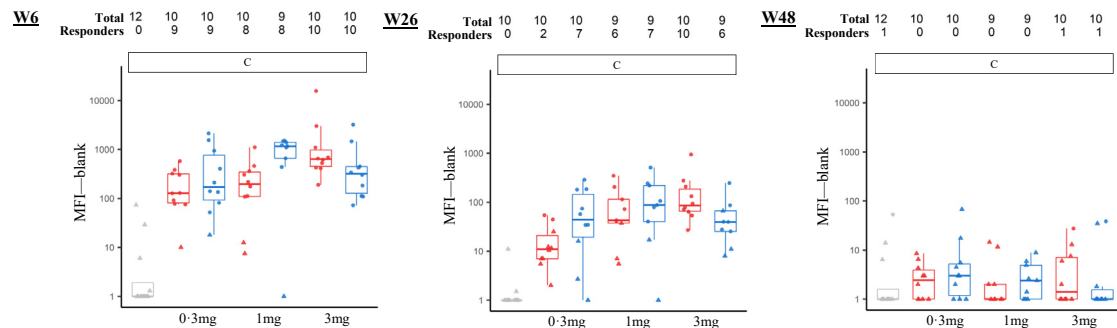 W6
Total 12 10 10 10 9 10 10
Responders 0 9 9 8 8 10 10
C
10000
1000
100
10
1
MFI—blank
0·3mg 1mg 3mg
W26
Total 10 10 10 9 9 10 9
Responders 0 2 7 6 7 10 6
C
10000
1000
100
10
1
MFI—blank
0·3mg 1mg 3mg
W48
Total 12 10 10 9 9 10 10
Responders 1 0 0 0 0 1 1
C
10000
1000
100
10
1
MFI—blank
0·3mg 1mg 3mg